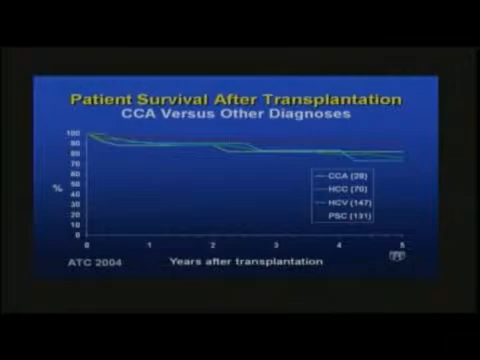 Patient Survival After Transplantation
CCA Versus Other Diagnoses
100
90
80
70
60
50
40
30
20
10
0
%
CCA (28)
HCC (70)
HCV (147)
PSC (131)
0 1 2 3 4 5
ATC 2004
Years after transplantation